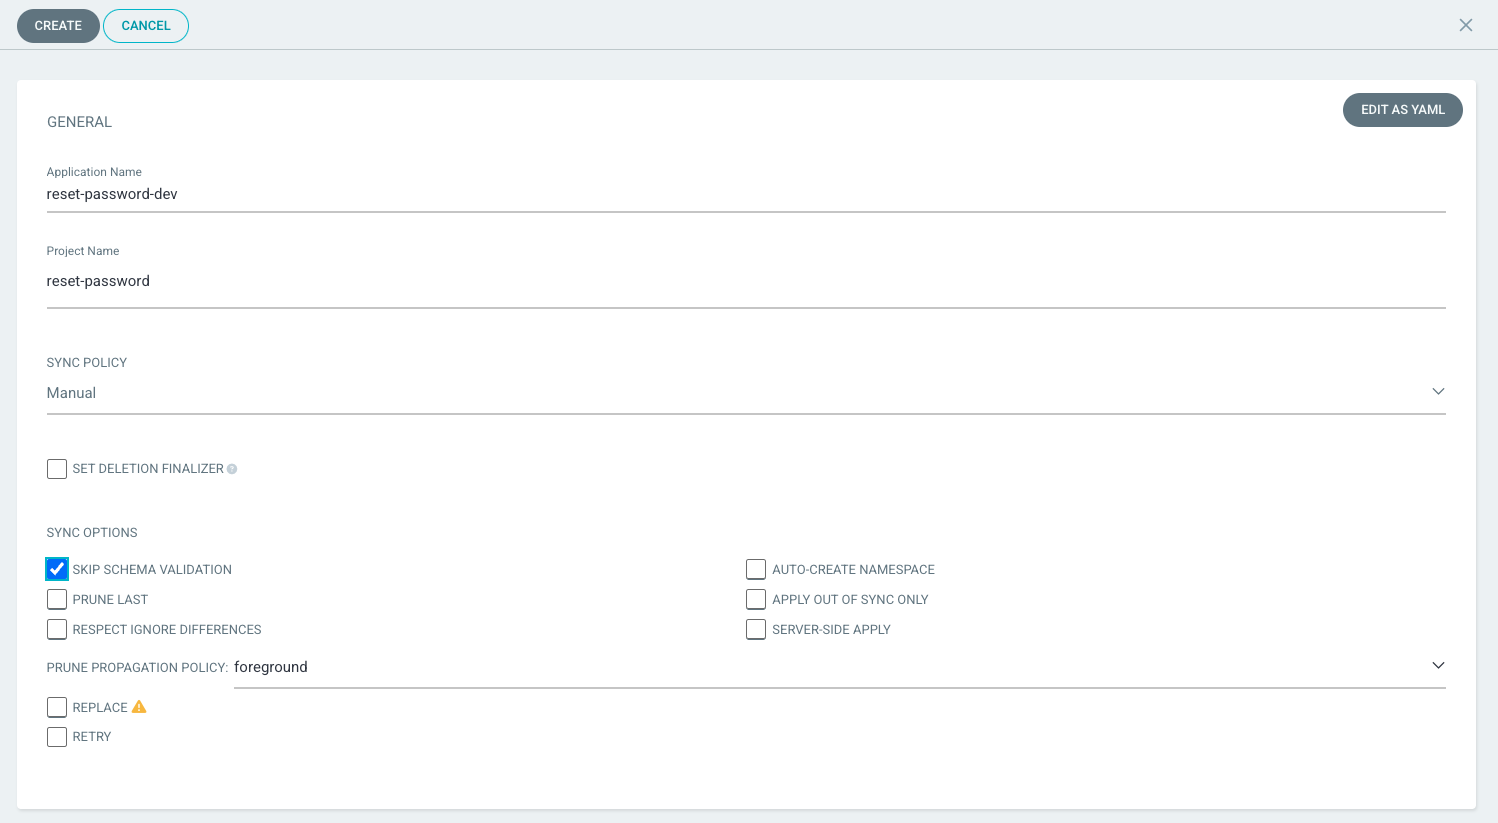 CREATE
CANCEL
GENERAL
EDIT AS YAML
Application Name
reset-password-dev
Project Name
reset-password
SYNC POLICY
Manual
SET DELETION FINALIZER
SYNC OPTIONS
SKIP SCHEMA VALIDATION
AUTO-CREATE NAMESPACE
PRUNE LAST
APPLY OUT OF SYNC ONLY
RESPECT IGNORE DIFFERENCES
SERVER-SIDE APPLY
PRUNE PROPAGATION POLICY: foreground
REPLACE
RETRY